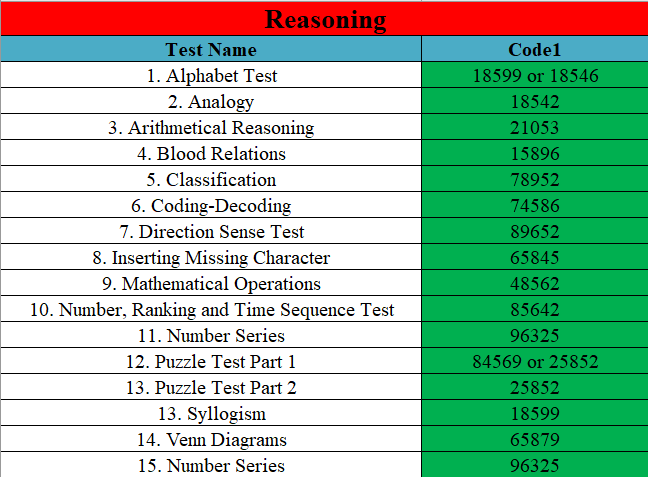 Reasoning
Test Name Code1
1. Alphabet Test 18599 or 18546
2. Analogy 18542
3. Arithmetical Reasoning 21053
4. Blood Relations 15896
5. Classification 78952
6. Coding-Decoding 74586
7. Direction Sense Test 89652
8. Inserting Missing Character 65845
9. Mathematical Operations 48562
10. Number, Ranking and Time Sequence Test 85642
11. Number Series 96325
12. Puzzle Test Part 1 84569 or 25852
13. Puzzle Test Part 2 25852
13. Syllogism 18599
14. Venn Diagrams 65879
15. Number Series 96325